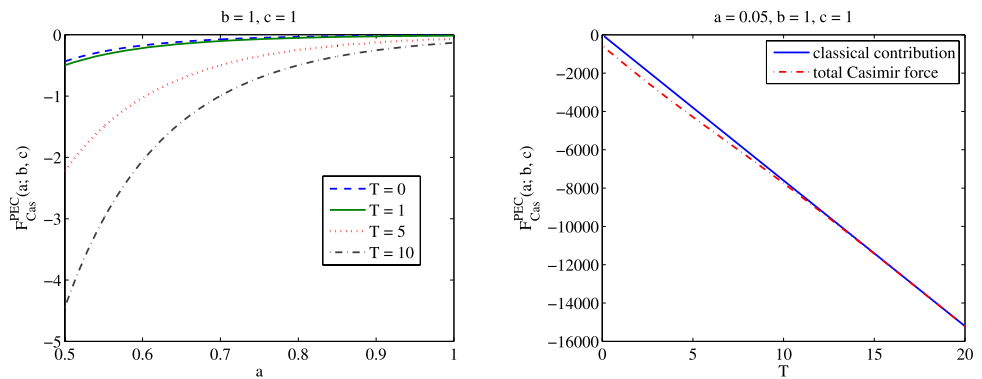 b = 1, c = 1
F^PEC_Cas(a; b, c)
0
−1
−2
−3
−4
−5
0.5
0.6
0.7
0.8
0.9
1
a
T = 0
T = 1
T = 5
T = 10
a = 0.05, b = 1, c = 1
F^PEC_Cas(a; b, c)
0
−2000
−4000
−6000
−8000
−10000
−12000
−14000
−16000
0
5
10
15
20
T
classical contribution
total Casimir force